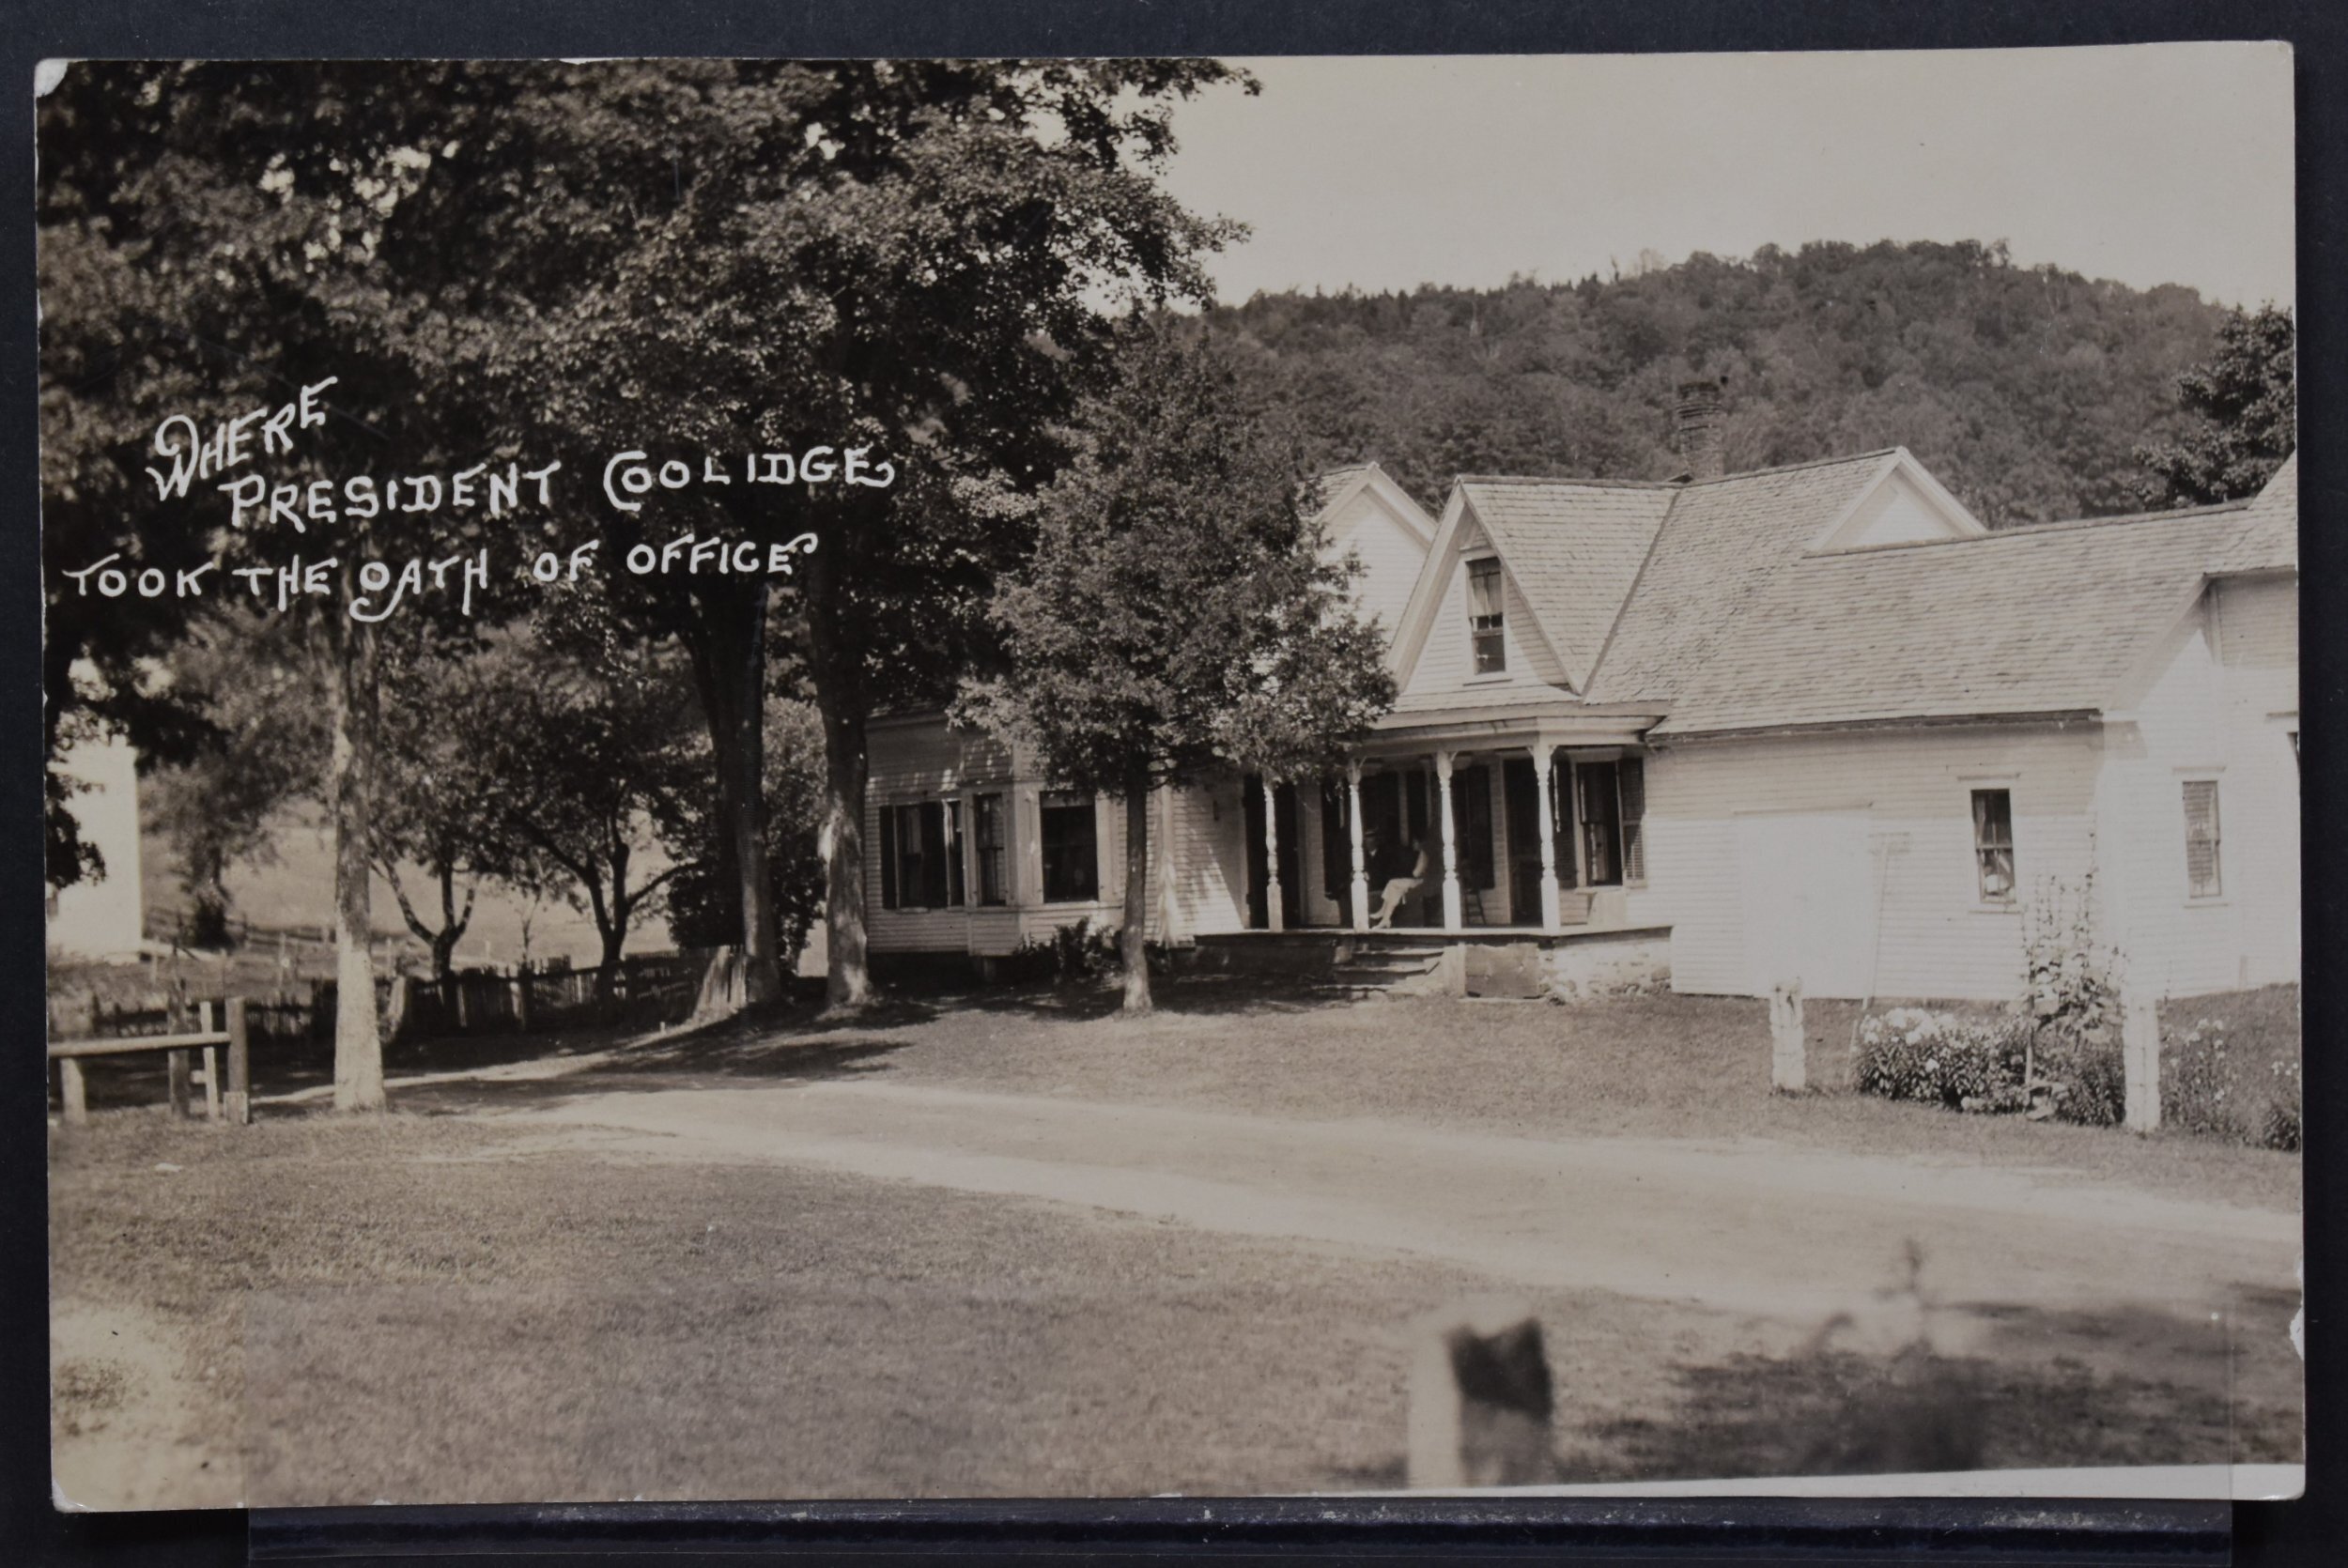 WHERE
PRESIDENT COOLIDGE
TOOK THE OATH OF OFFICE